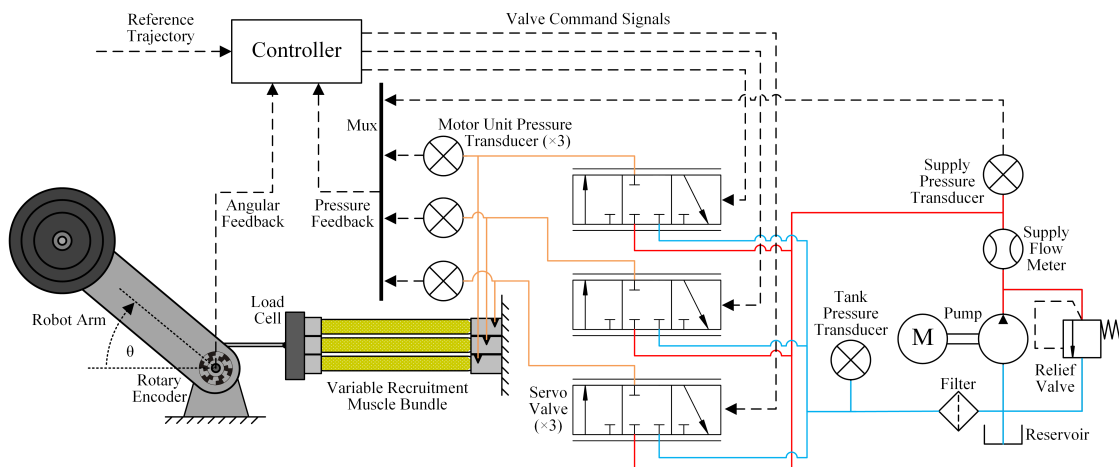 Reference
Trajectory
Controller
Valve Command Signals
Mux
Motor Unit Pressure
Transducer (×3)
Angular
Feedback
Pressure
Feedback
Supply
Pressure
Transducer
Supply
Flow
Meter
Robot Arm
θ
Rotary
Encoder
Load
Cell
Variable Recruitment
Muscle Bundle
Servo
Valve
(×3)
Tank
Pressure
Transducer
Pump
M
Filter
Relief
Valve
Reservoir